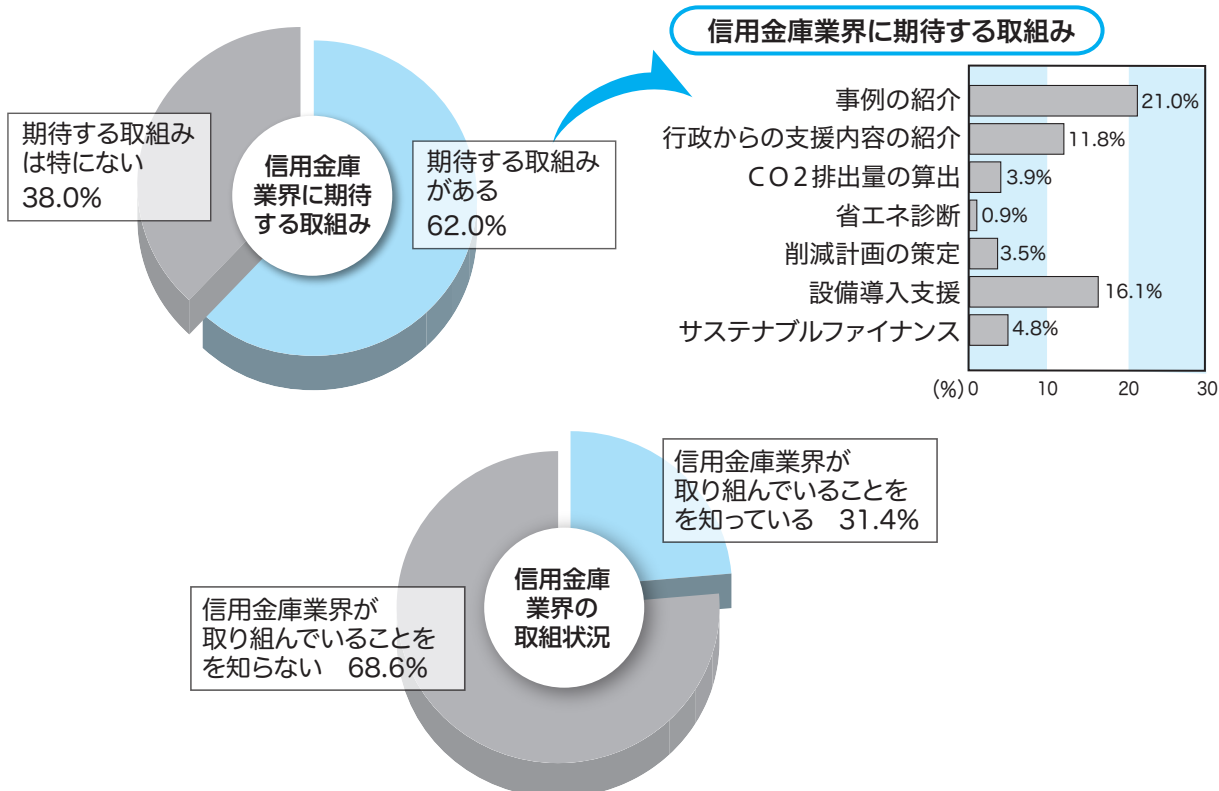 信用金庫業界に期待する取組み
期待する取組み
は特にない
38.0%
信用金庫
業界に期待
する取組み
期待する取組み
がある
62.0%
事例の紹介 21.0%
行政からの支援内容の紹介 11.8%
CO2排出量の算出 3.9%
省エネ診断 0.9%
削減計画の策定 3.5%
設備導入支援 16.1%
サステナブルファイナンス 4.8%
(%) 0 10 20 30
信用金庫業界が
取り組んでいることを
を知っている 31.4%
信用金庫
業界の
取組状況
信用金庫業界が
取り組んでいることを
を知らない 68.6%